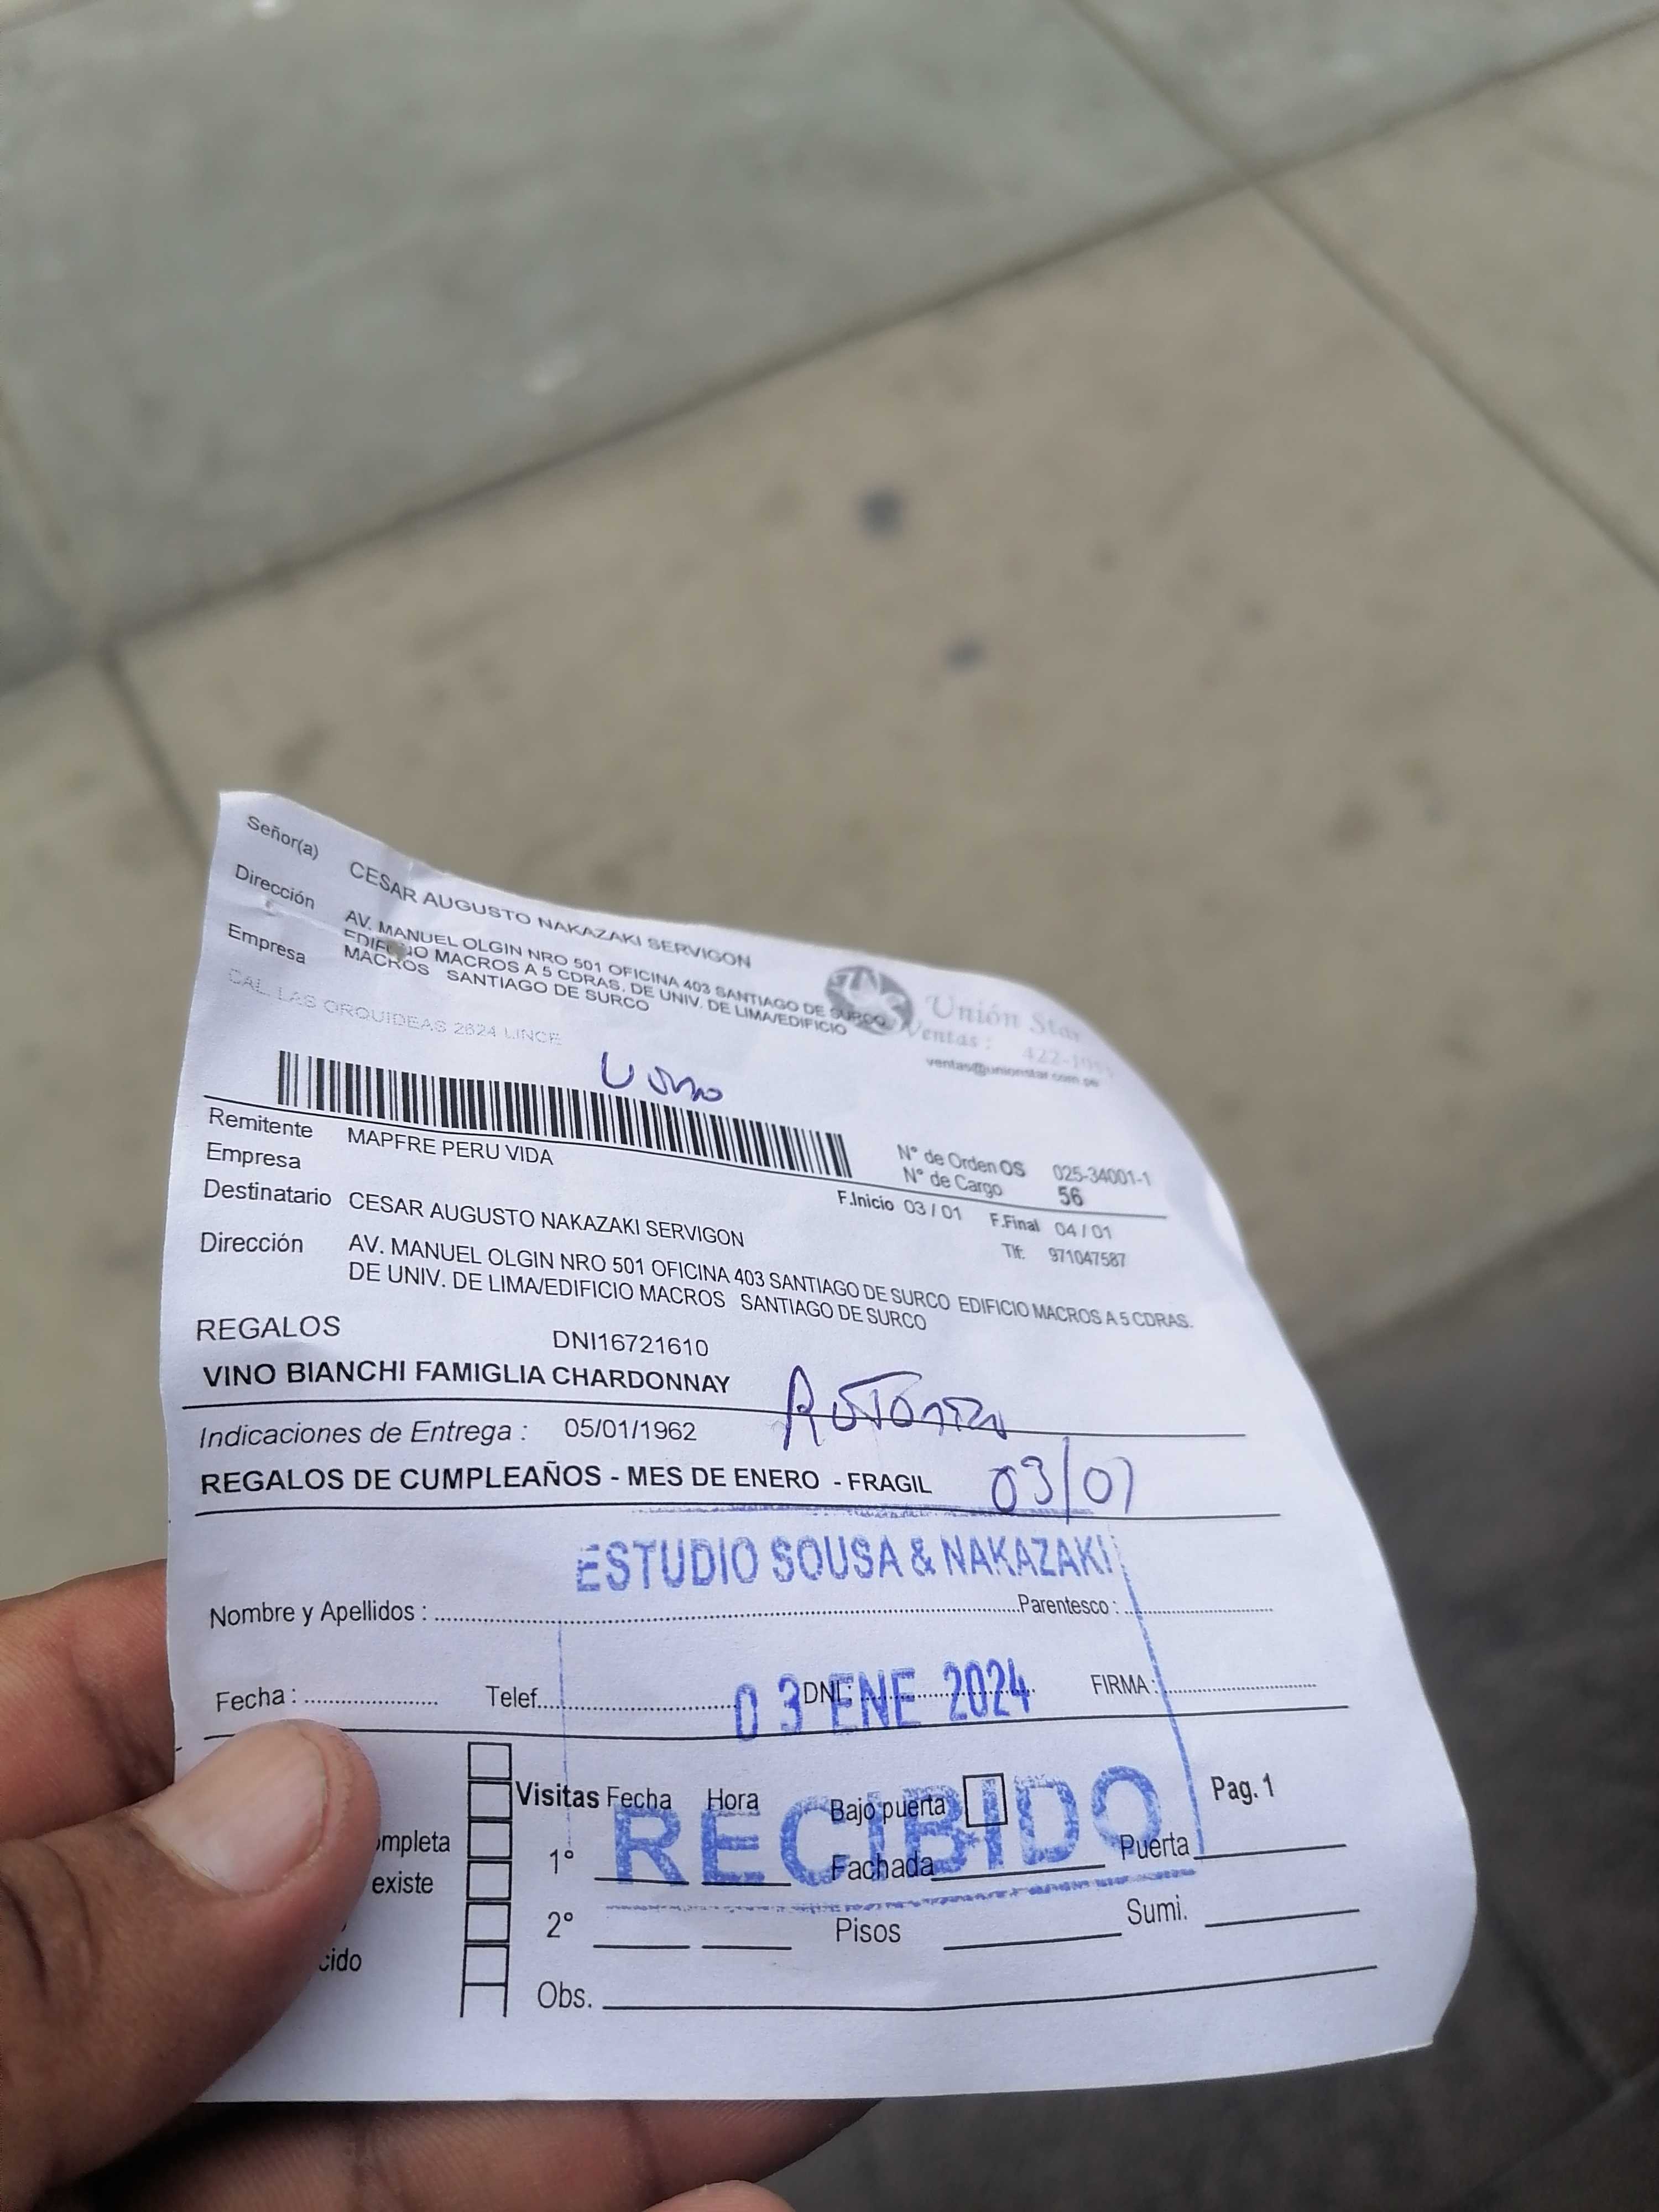 Señor(a) CESAR AUGUSTO NAKAZAKI SERVIGON
Dirección AV. MANUEL OLGIN NRO 501 OFICINA 403 SANTIAGO DE SURCO
EDIFICIO MACROS A 5 CDRAS. DE UNIV. DE LIMA/EDIFICIO
Empresa MACROS SANTIAGO DE SURCO
CAL. LAS ORQUIDEAS 2624 LINCE
Unión Star
Ventas :
ventas@unionstar.com.pe
N° de Orden OS 025-34001-1
N° de Cargo 56
Remitente MAPFRE PERU VIDA
Empresa
F.Inicio 03 / 01 F.Final 04 / 01
Destinatario CESAR AUGUSTO NAKAZAKI SERVIGON
Tlf: 971047587
Dirección AV. MANUEL OLGIN NRO 501 OFICINA 403 SANTIAGO DE SURCO EDIFICIO MACROS A 5 CDRAS.
DE UNIV. DE LIMA/EDIFICIO MACROS SANTIAGO DE SURCO
REGALOS DNI16721610
VINO BIANCHI FAMIGLIA CHARDONNAY
Indicaciones de Entrega : 05/01/1962
REGALOS DE CUMPLEAÑOS - MES DE ENERO - FRAGIL 03/01
ESTUDIO SOUSA & NAKAZAKI
Nombre y Apellidos : Parentesco :
Fecha : Telef. DNI: FIRMA :
03 ENE 2024
Visitas Fecha Hora Bajo puerta Pag. 1
RECIBIDO
ompleta
1° Fachada Puerta
existe
2° Pisos Sumi.
cido
Obs.